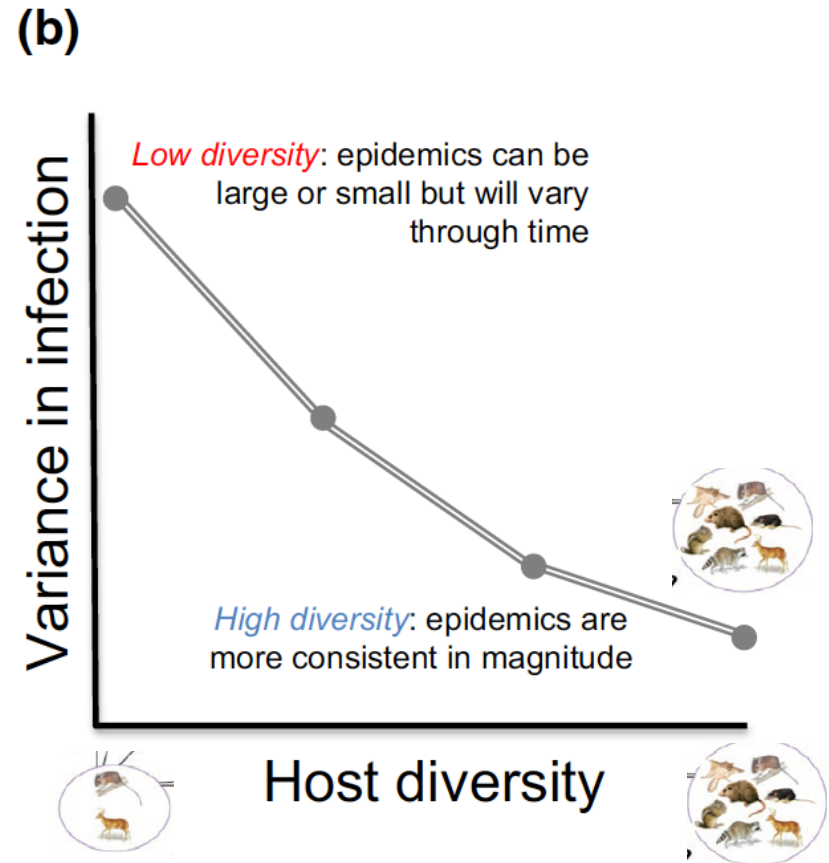 (b)
Low diversity: epidemics can be
large or small but will vary
through time
Variance in infection
High diversity: epidemics are
more consistent in magnitude
Host diversity